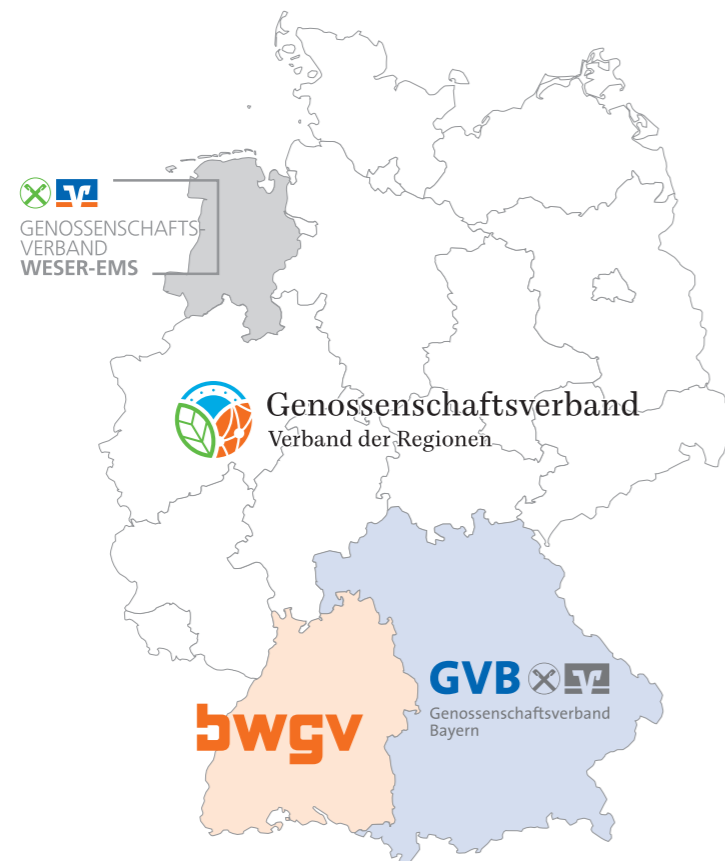 GENOSSENSCHAFTS-
VERBAND
WESER-EMS
Genossenschaftsverband
Verband der Regionen
bwgv
GVB
Genossenschaftsverband
Bayern